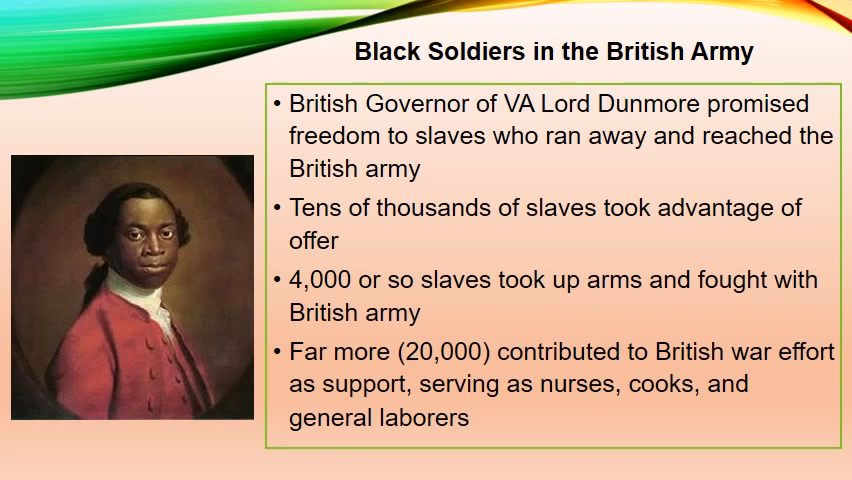 Black Soldiers in the British Army
• British Governor of VA Lord Dunmore promised
freedom to slaves who ran away and reached the
British army
• Tens of thousands of slaves took advantage of
offer
• 4,000 or so slaves took up arms and fought with
British army
• Far more (20,000) contributed to British war effort
as support, serving as nurses, cooks, and
general laborers